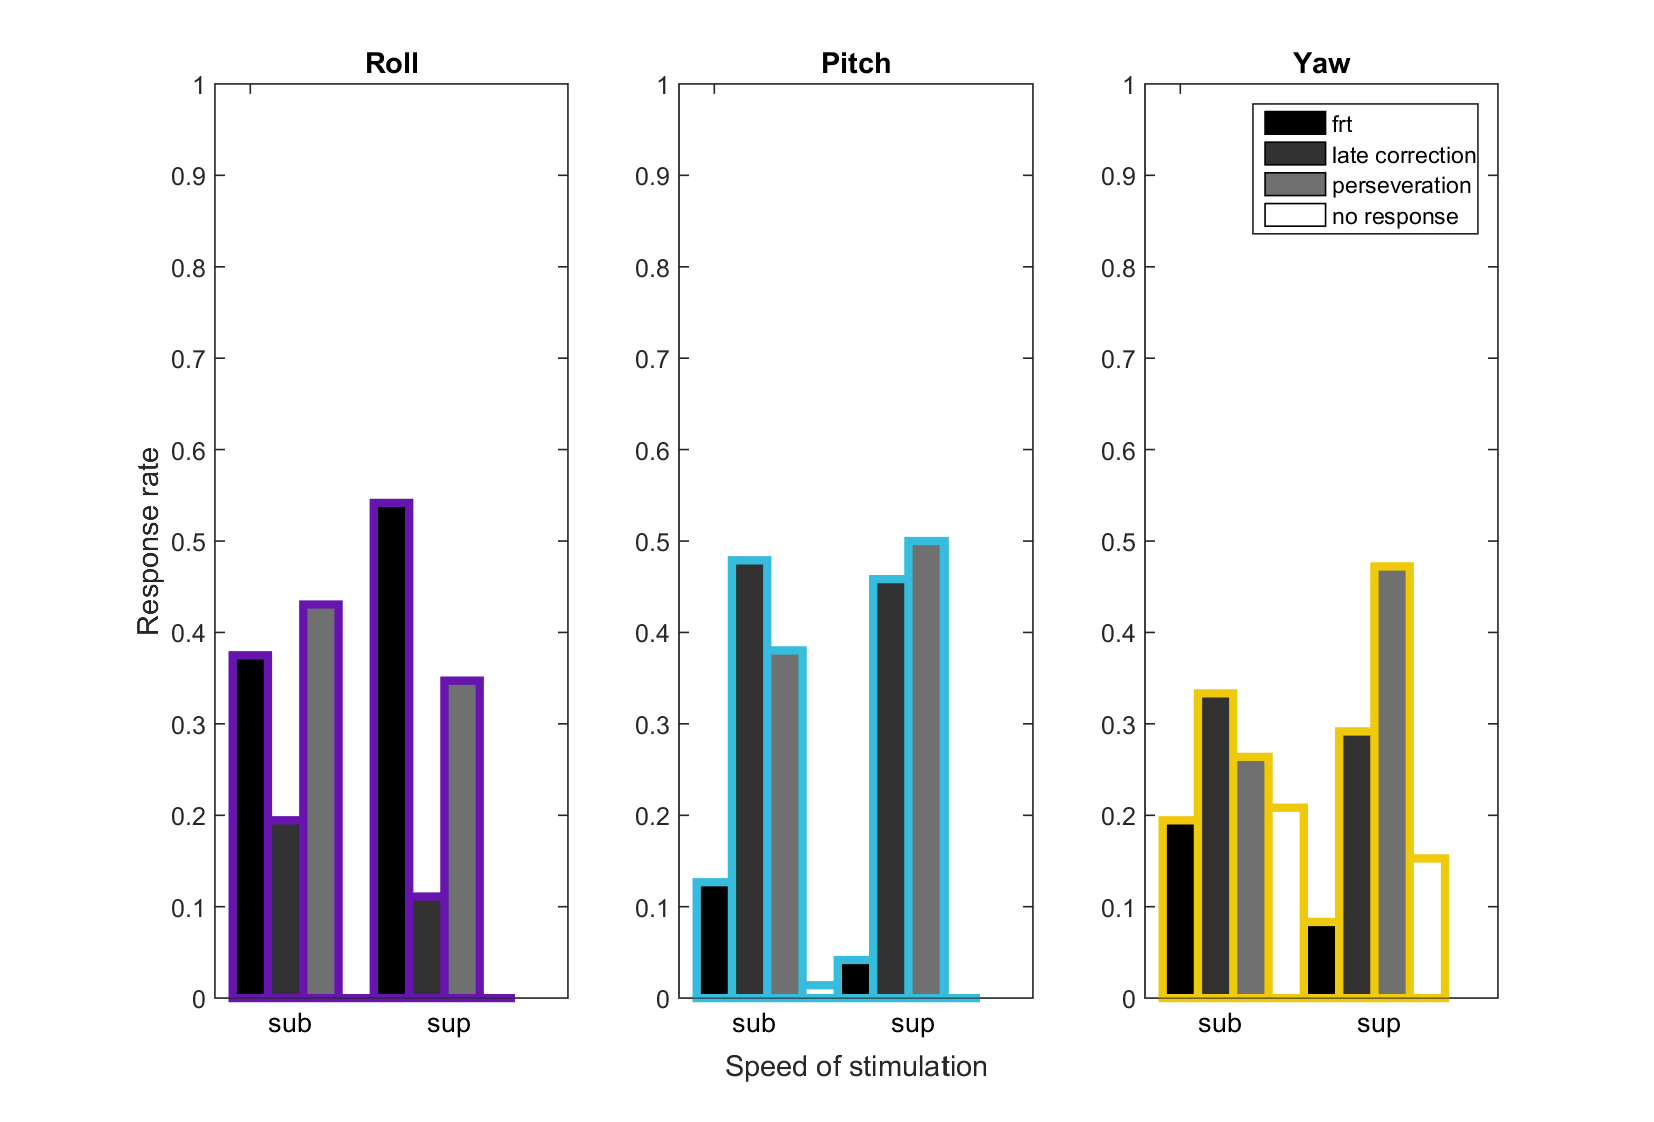 Roll
Pitch
Yaw
1
0.9
0.8
0.7
0.6
0.5
0.4
0.3
0.2
0.1
0
Response rate
sub
sup
1
0.9
0.8
0.7
0.6
0.5
0.4
0.3
0.2
0.1
0
sub
sup
Speed of stimulation
1
0.9
0.8
0.7
0.6
0.5
0.4
0.3
0.2
0.1
0
sub
sup
frt
late correction
perseveration
no response